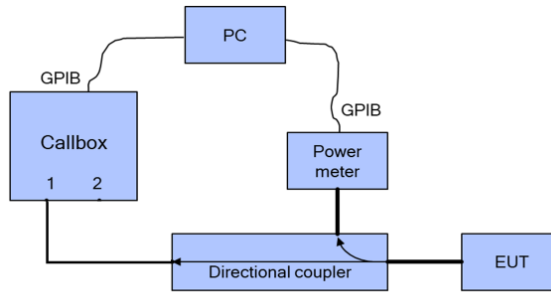 PC
GPIB
GPIB
Callbox
1 2
Power
meter
Directional coupler
EUT